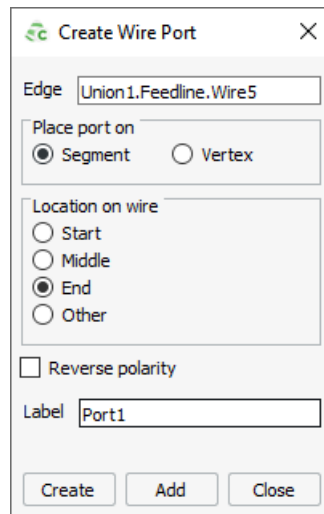 Create Wire Port
Edge Union1.Feedline.Wire5
Place port on
Segment Vertex
Location on wire
Start
Middle
End
Other
Reverse polarity
Label Port1
Create Add Close